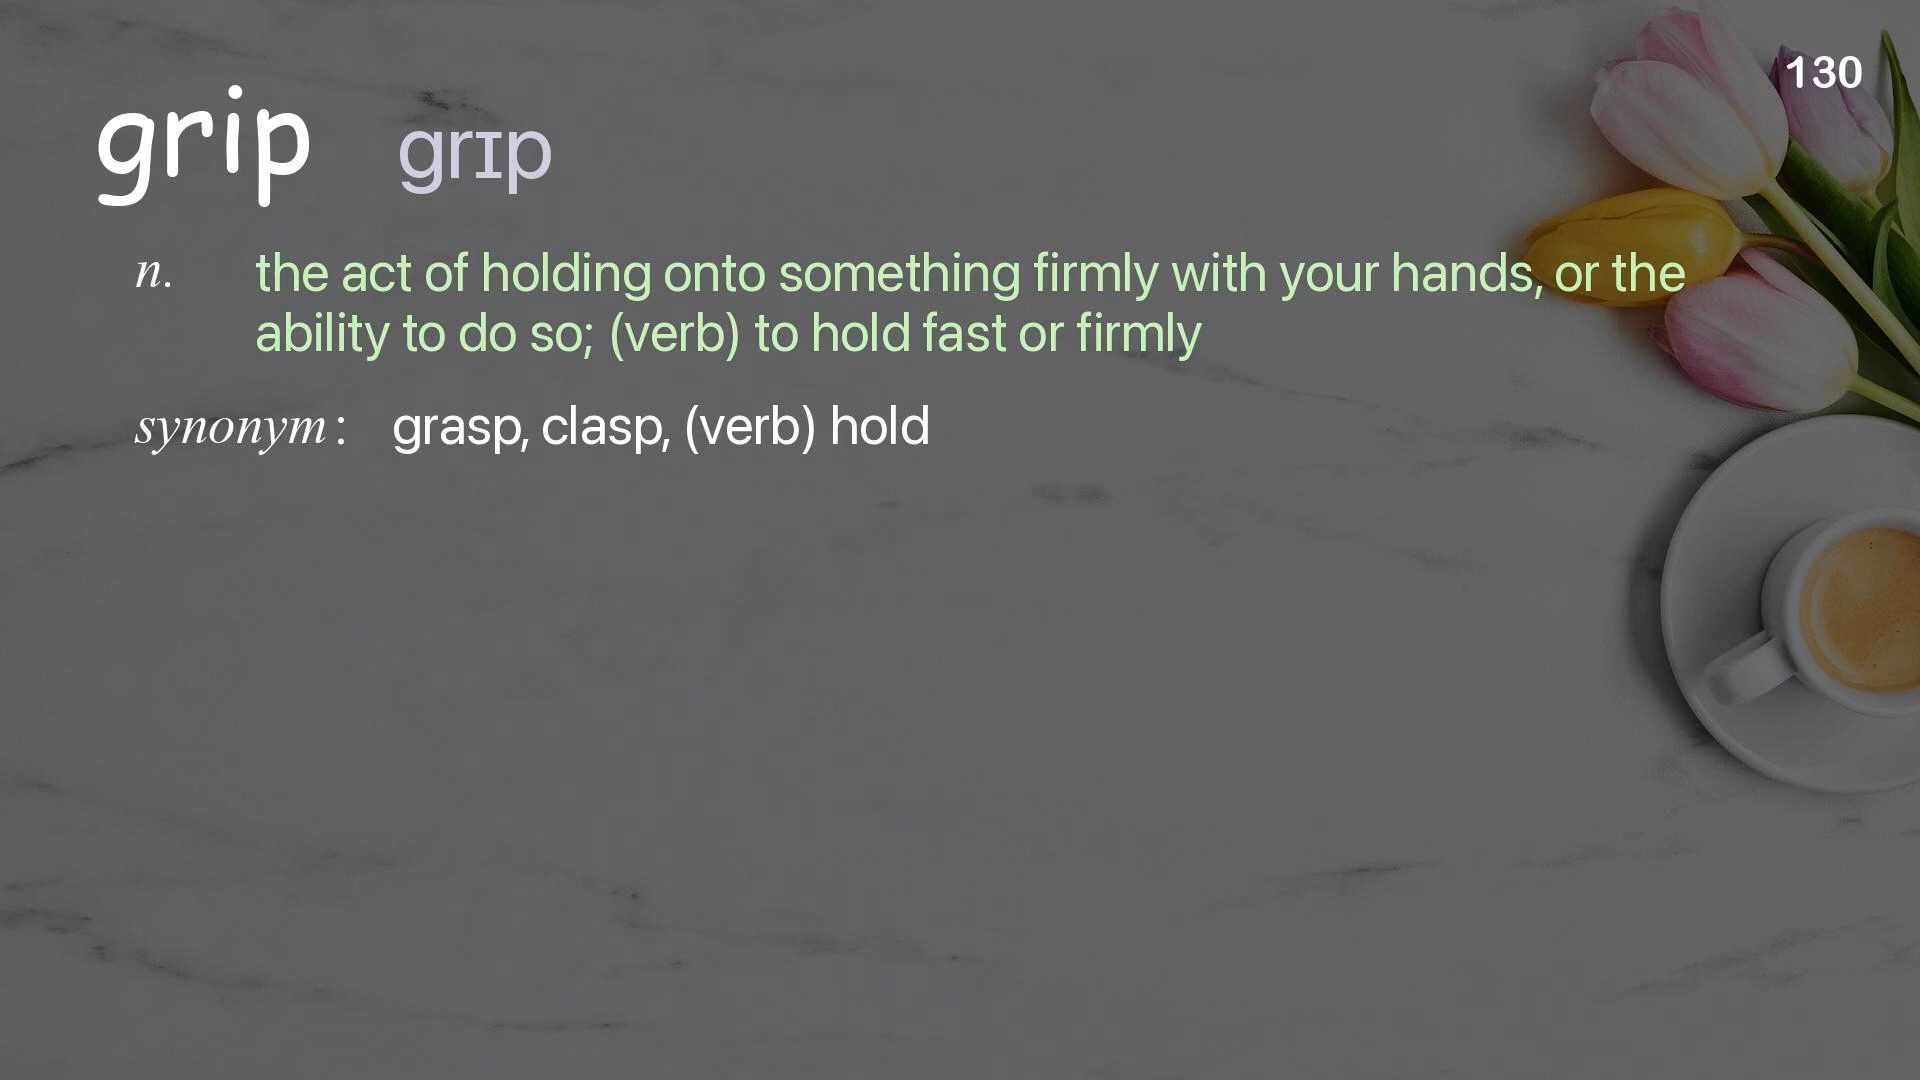 130
grip grɪp
n. the act of holding onto something firmly with your hands, or the
ability to do so; (verb) to hold fast or firmly
synonym: grasp, clasp, (verb) hold